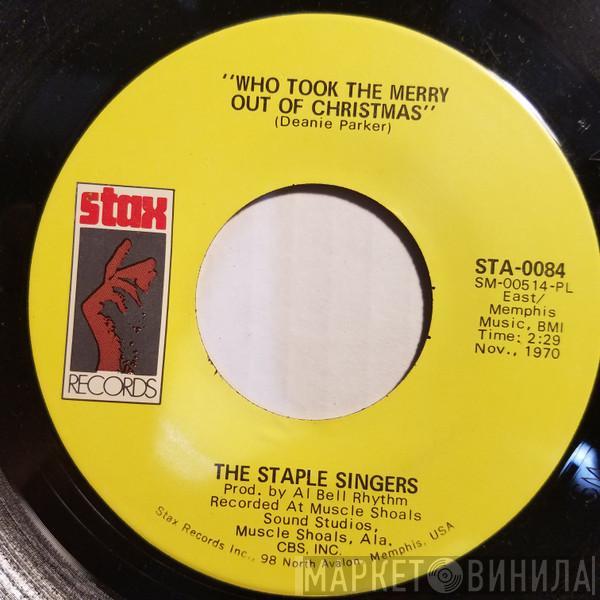 "WHO TOOK THE MERRY
OUT OF CHRISTMAS"
(Deanie Parker)
stax
RECORDS
STA-0084
SM-00514-PL
East/
Memphis
Music, BMI
Time: 2:29
Nov., 1970
THE STAPLE SINGERS
Prod. by Al Bell Rhythm
Recorded At Muscle Shoals
Sound Studios,
Muscle Shoals, Ala.
CBS, INC.
Stax Records Inc., 98 North Avalon, Memphis, USA
МАРКЕТ ВИНИЛА